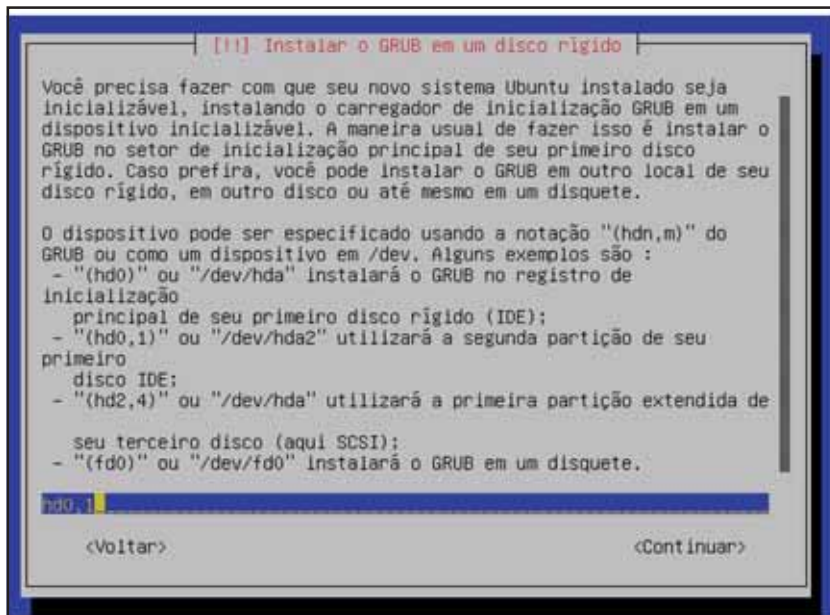 [!!] Instalar o GRUB em um disco rígido
Você precisa fazer com que seu novo sistema Ubuntu instalado seja
inicializável, instalando o carregador de inicialização GRUB em um
dispositivo inicializável. A maneira usual de fazer isso é instalar o
GRUB no setor de inicialização principal de seu primeiro disco
rígido. Caso prefira, você pode instalar o GRUB em outro local de seu
disco rígido, em outro disco ou até mesmo em um disquete.
O dispositivo pode ser especificado usando a notação "(hdn,m)" do
GRUB ou como um dispositivo em /dev. Alguns exemplos são :
- "(hd0)" ou "/dev/hda" instalará o GRUB no registro de
inicialização
principal de seu primeiro disco rígido (IDE);
- "(hd0,1)" ou "/dev/hda2" utilizará a segunda partição de seu
primeiro
disco IDE;
- "(hd2,4)" ou "/dev/hda" utilizará a primeira partição extendida de
seu terceiro disco (aqui SCSI);
- "(fd0)" ou "/dev/fd0" instalará o GRUB em um disquete.
hd0,1
<Voltar> <Continuar>